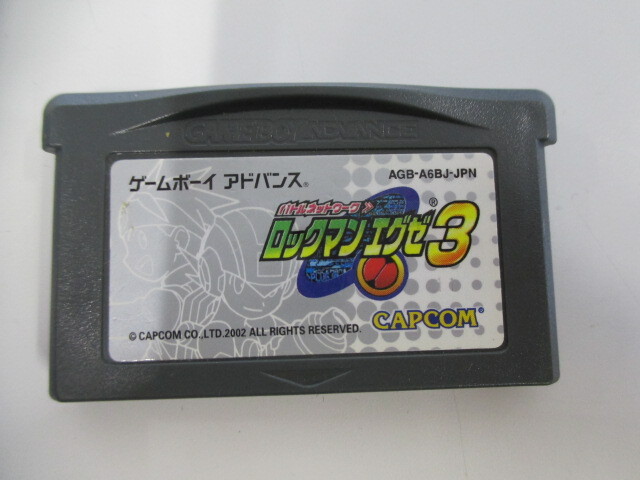 GAME BOY ADVANCE
ゲームボーイ アドバンス®
AGB-A6BJ-JPN
バトルネットワーク
ロックマン エグゼ3®
© CAPCOM CO.,LTD.2002 ALL RIGHTS RESERVED.
CAPCOM®